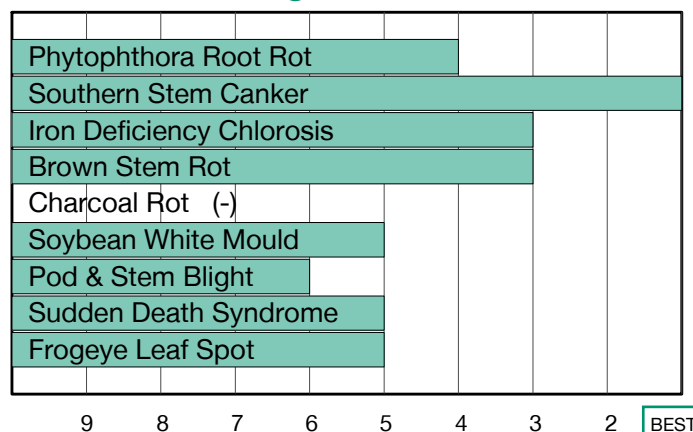 Phytophthora Root Rot
Southern Stem Canker
Iron Deficiency Chlorosis
Brown Stem Rot
Charcoal Rot (-)
Soybean White Mould
Pod & Stem Blight
Sudden Death Syndrome
Frogeye Leaf Spot
9 8 7 6 5 4 3 2 BEST